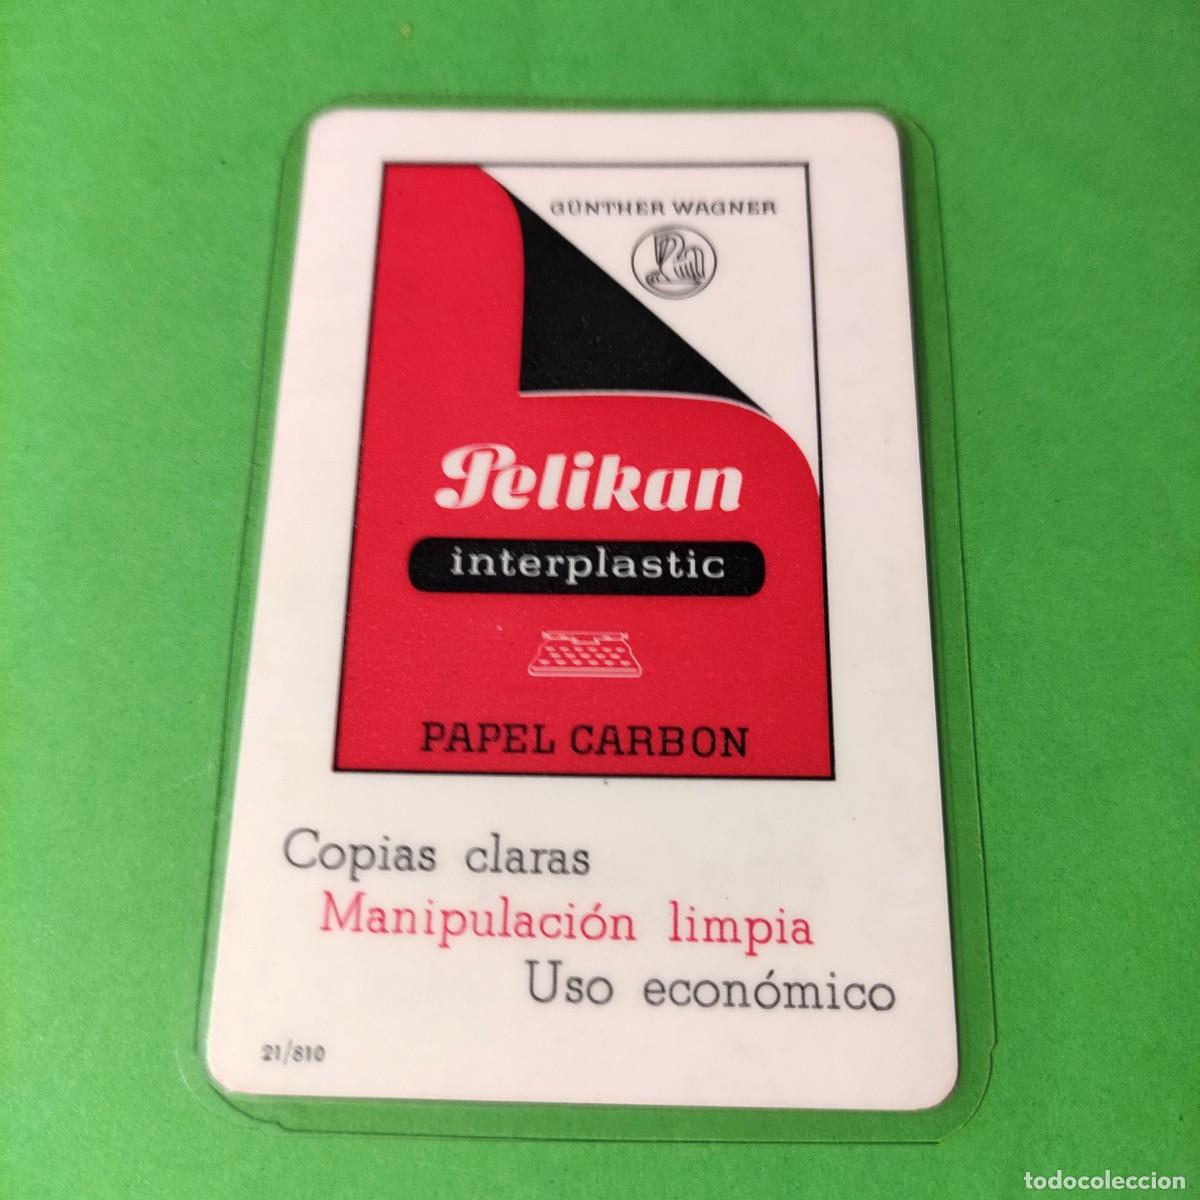 GÜNTHER WAGNER
Pelikan
interplastic
PAPEL CARBON
Copias claras
Manipulación limpia
Uso económico
21/810
todocoleccion